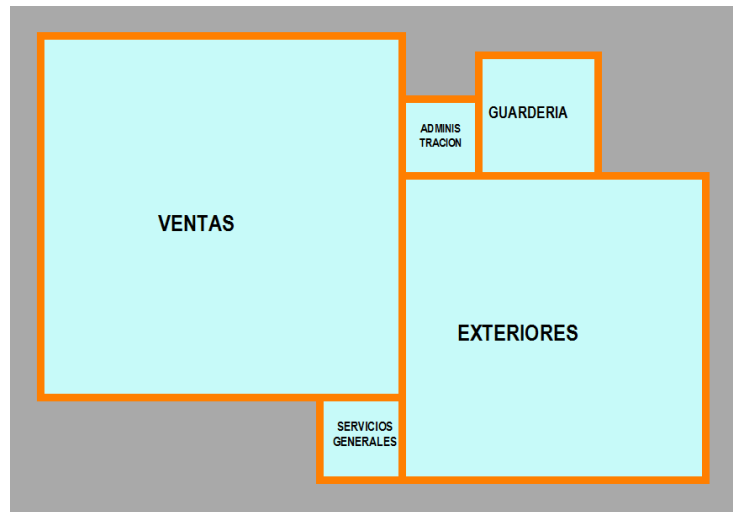 ADMINIS
TRACION
GUARDERIA
VENTAS
EXTERIORES
SERVICIOS
GENERALES